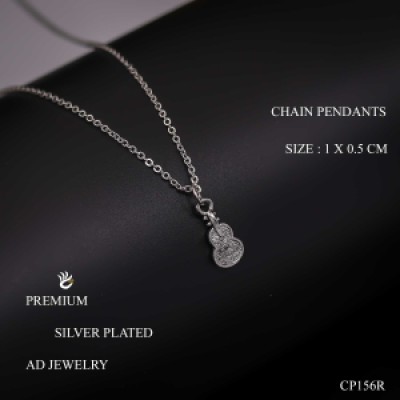 CHAIN PENDANTS
SIZE : 1 X 0.5 CM
PREMIUM
SILVER PLATED
AD JEWELRY
CP156R